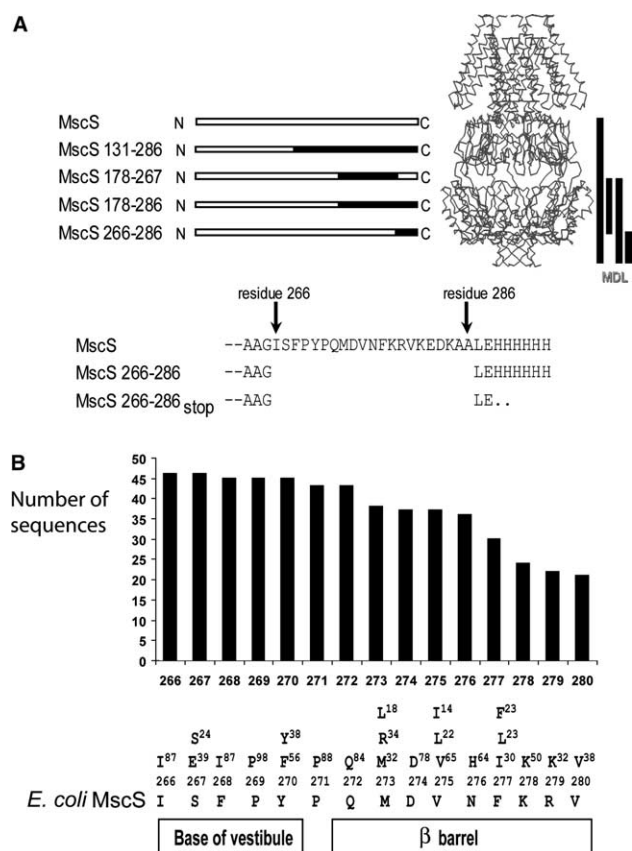 A
MscS N C
MscS 131-286 N C
MscS 178-267 N C
MscS 178-286 N C
MscS 266-286 N C
MDL
residue 266 residue 286
MscS --AAGISFPYPQMDVNFKRVKEDKAALEHHHHHH
MscS 266-286 --AAG LEHHHHHH
MscS 266-286stop --AAG LE..
B
Number of sequences
50
45
40
35
30
25
20
15
10
5
0
266 267 268 269 270 271 272 273 274 275 276 277 278 279 280
L18 I14 F23
S24 Y38 R34 L22 L23
I87 E39 I87 P98 F56 P88 Q84 M32 D78 V65 H64 I30 K50 K32 V38
266 267 268 269 270 271 272 273 274 275 276 277 278 279 280
E. coli MscS I S F P Y P Q M D V N F K R V
Base of vestibule β barrel